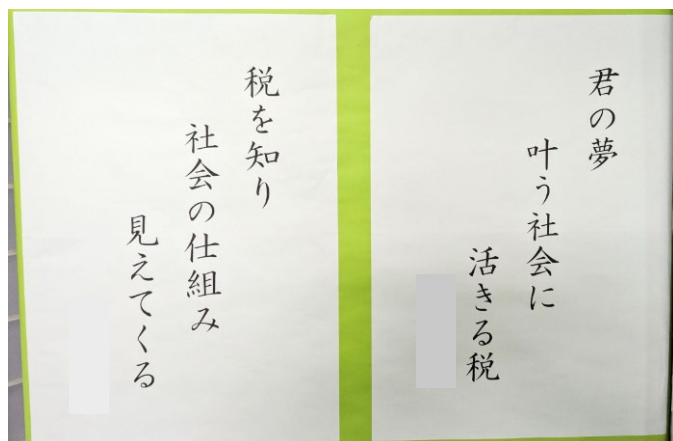 君の夢
叶う社会に
活きる税
税を知り
社会の仕組み
見えてくる